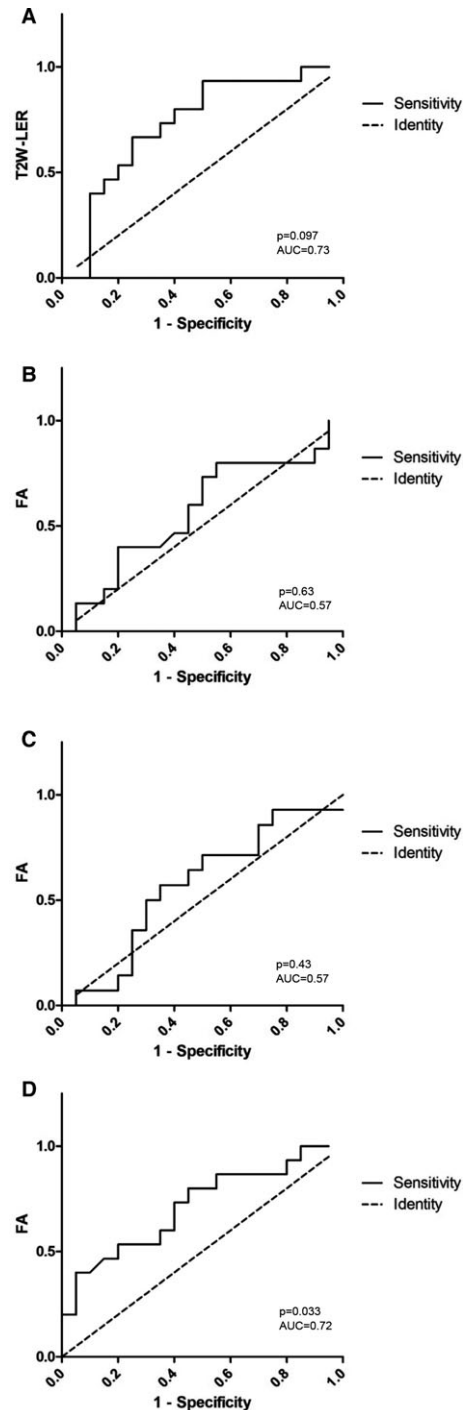 A
T2W-LER
1.0
0.5
0.0
0.0 0.2 0.4 0.6 0.8 1.0
1 - Specificity
Sensitivity
Identity
p=0.097
AUC=0.73
B
FA
1.0
0.5
0.0
0.0 0.2 0.4 0.6 0.8 1.0
1 - Specificity
Sensitivity
Identity
p=0.63
AUC=0.57
C
FA
1.0
0.5
0.0
0.0 0.2 0.4 0.6 0.8 1.0
1 - Specificity
Sensitivity
Identity
p=0.43
AUC=0.57
D
FA
1.0
0.5
0.0
0.0 0.2 0.4 0.6 0.8 1.0
1 - Specificity
Sensitivity
Identity
p=0.033
AUC=0.72